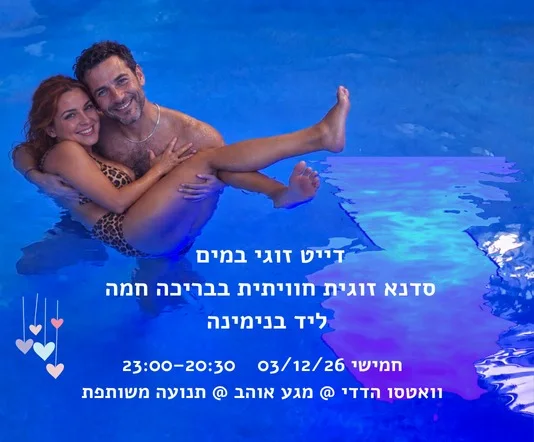 דייט זוגי במים
סדנא זוגית חוויתית בבריכה חמה
ליד בנימינה
חמישי 03/12/26 20:30–23:00
וואטסו הדדי @ מגע אוהב @ תנועה משותפת